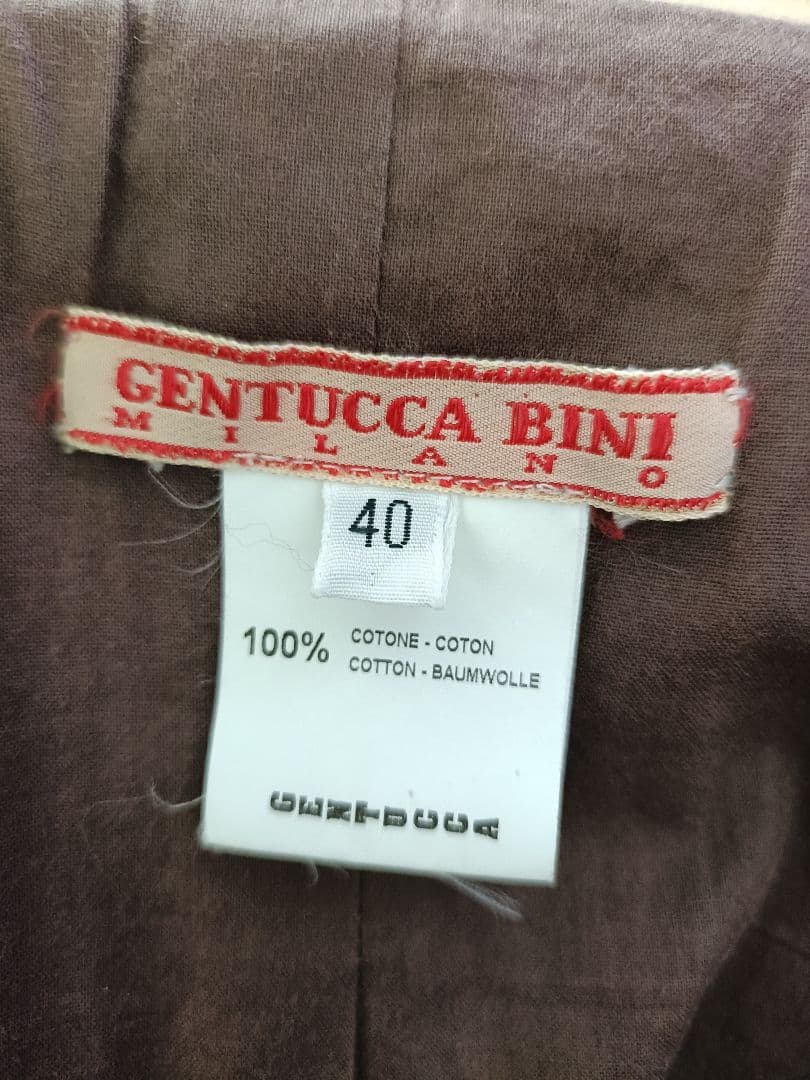 GENTUCCA BINI
MILANO
40
100% COTONE - COTON
COTTON - BAUMWOLLE
GENTUCCA